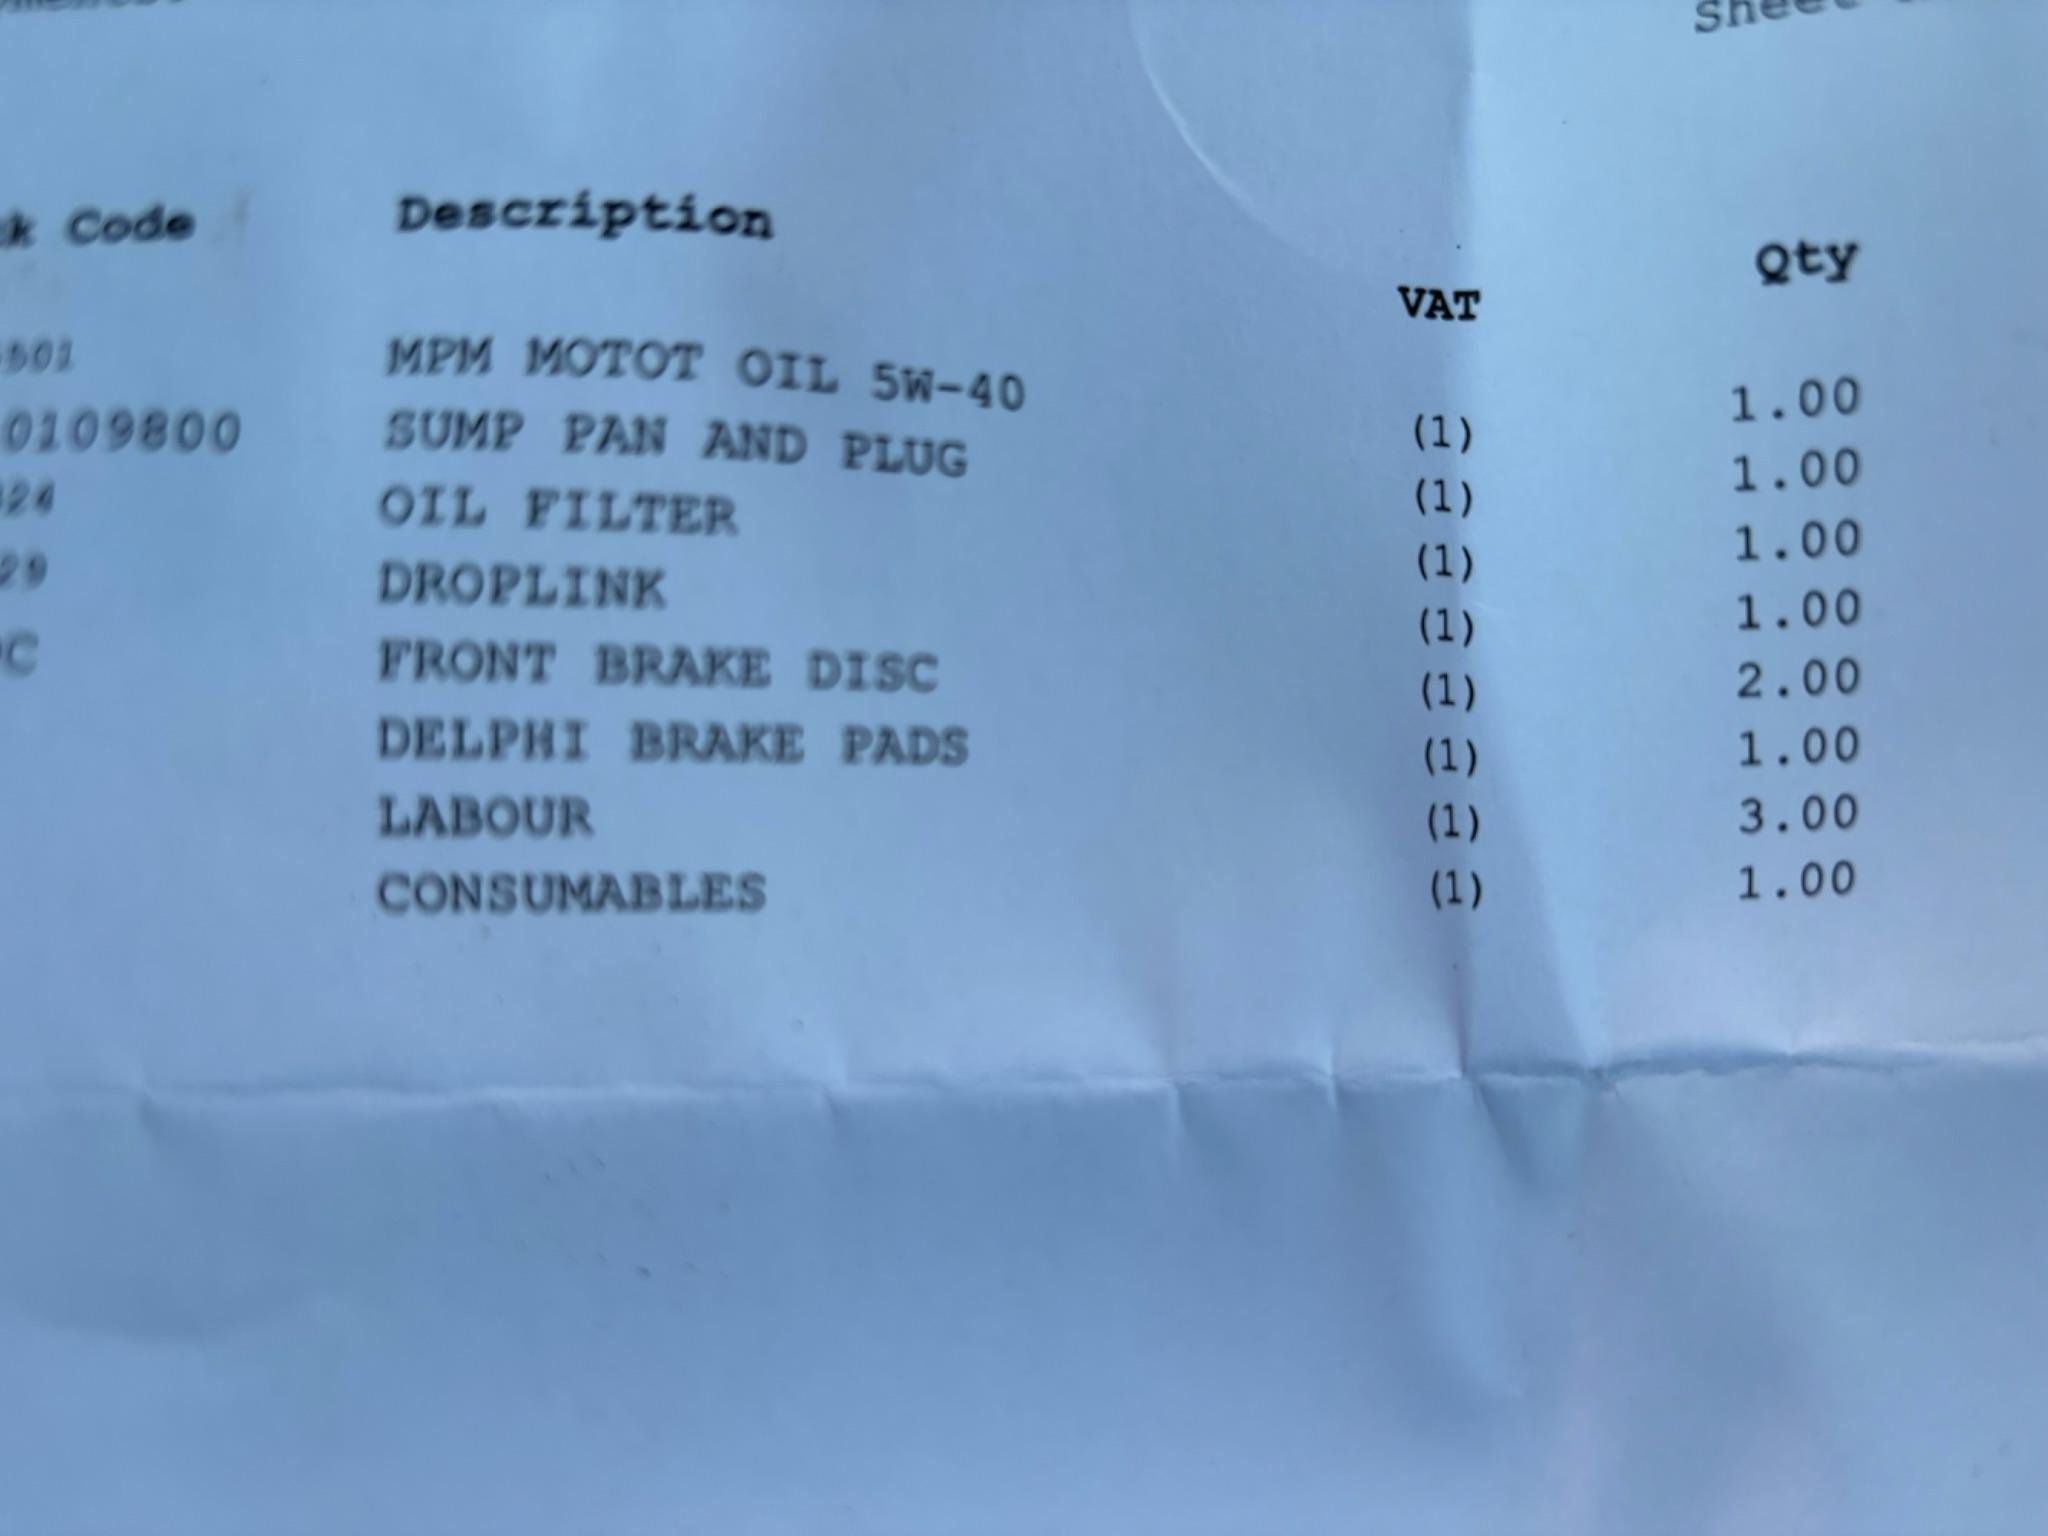 Sheet
Code Description VAT Qty
MPM MOTOT OIL 5W-40 (1) 1.00
0109800 SUMP PAN AND PLUG (1) 1.00
24 OIL FILTER (1) 1.00
29 DROPLINK (1) 1.00
C FRONT BRAKE DISC (1) 2.00
DELPHI BRAKE PADS (1) 1.00
LABOUR (1) 3.00
CONSUMABLES (1) 1.00